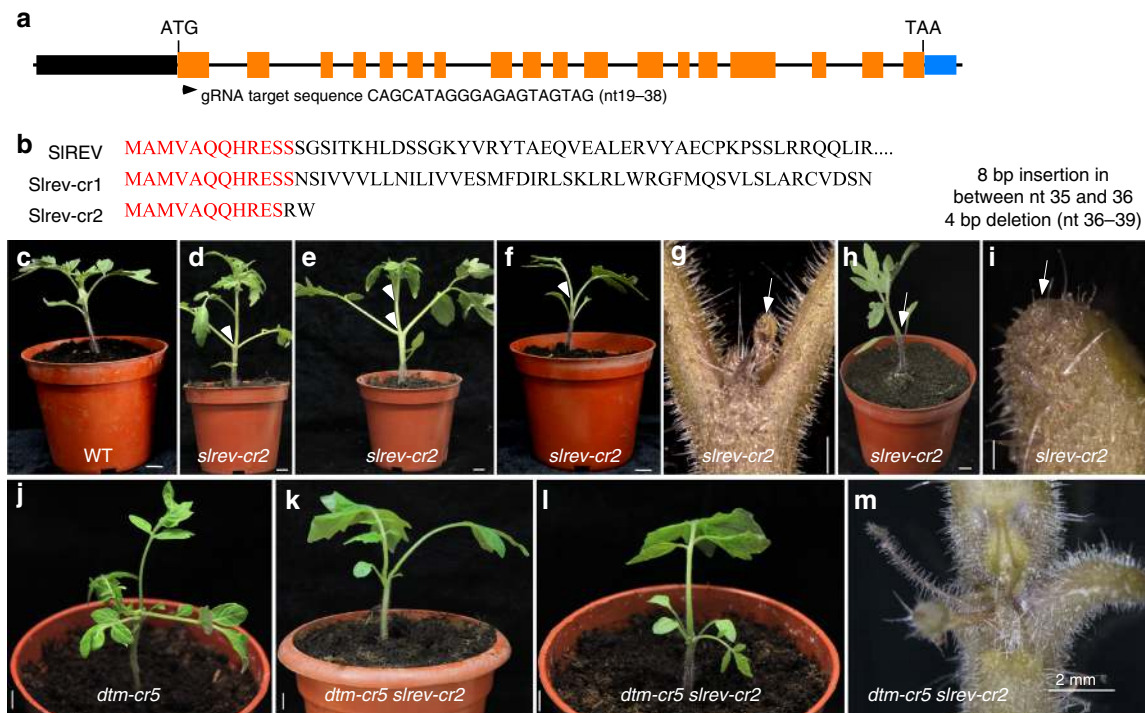 a
ATG
TAA
gRNA target sequence CAGCATAGGGAGAGTAGTAG (nt19–38)
b
SlREV
MAMVAQQHRESSSGSITKHLDSSGKYVRYTAEQVEALERVYAECPKPSSLRRQQLIR....
Slrev-cr1
MAMVAQQHRESSNSIVVVLLNILIVVESMFDIRLSKLRLWRGFMQSVLSLARCVDSN
Slrev-cr2
MAMVAQQHRESRW
8 bp insertion in
between nt 35 and 36
4 bp deletion (nt 36–39)
c
WT
d
slrev-cr2
e
slrev-cr2
f
slrev-cr2
g
slrev-cr2
h
slrev-cr2
i
slrev-cr2
j
dtm-cr5
k
dtm-cr5 slrev-cr2
l
dtm-cr5 slrev-cr2
m
2 mm
dtm-cr5 slrev-cr2